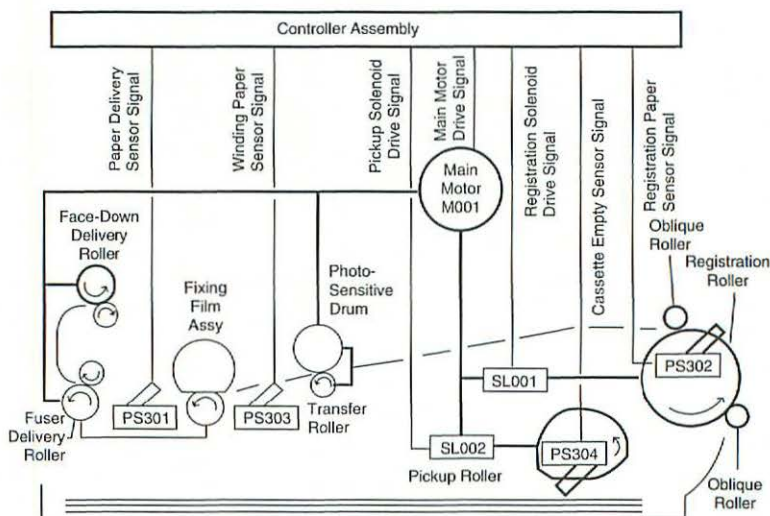 Controller Assembly
Paper Delivery
Sensor Signal
Winding Paper
Sensor Signal
Pickup Solenoid
Drive Signal
Main Motor
Drive Signal
Registration Solenoid
Drive Signal
Cassette Empty Sensor Signal
Registration Paper
Sensor Signal
Main
Motor
M001
Face-Down
Delivery
Roller
Fixing
Film
Assy
Photo-
Sensitive
Drum
Oblique
Roller
Registration
Roller
PS302
SL001
PS301
PS303
Transfer
Roller
Fuser
Delivery
Roller
SL002
PS304
Pickup Roller
Oblique
Roller